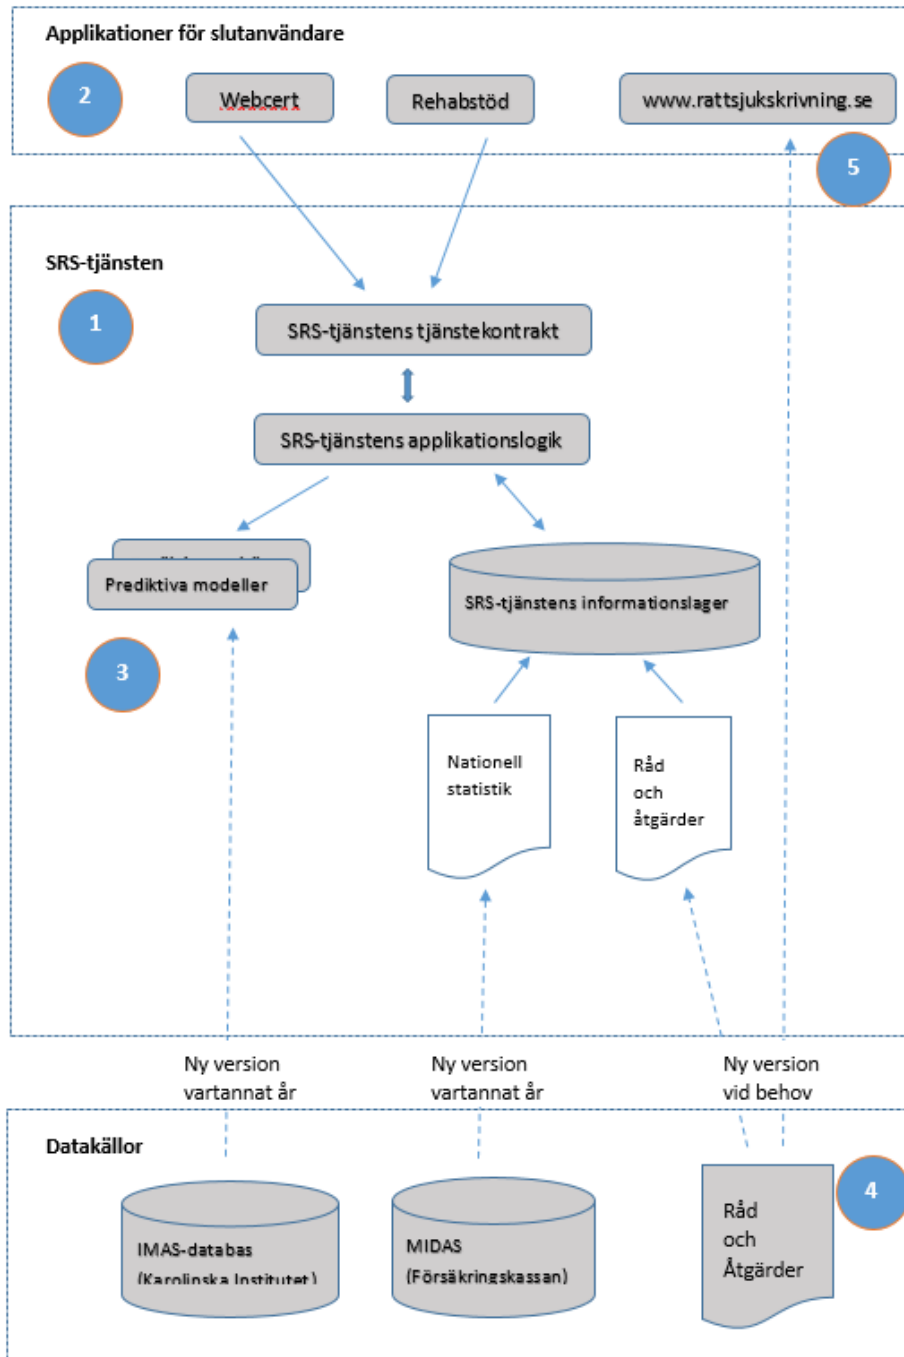 Applikationer för slutanvändare
2
Webcert
Rehabstöd
www.rattsjukskrivning.se
5
SRS-tjänsten
1
SRS-tjänstens tjänstekontrakt
SRS-tjänstens applikationslogik
Prediktiva modeller
SRS-tjänstens informationslager
3
Nationell
statistik
Råd
och
åtgärder
Ny version
vartannat år
Ny version
vartannat år
Ny version
vid behov
Datakällor
4
IMAS-databas
(Karolinska Institutet)
MIDAS
(Försäkringskassan)
Råd
och
Åtgärder